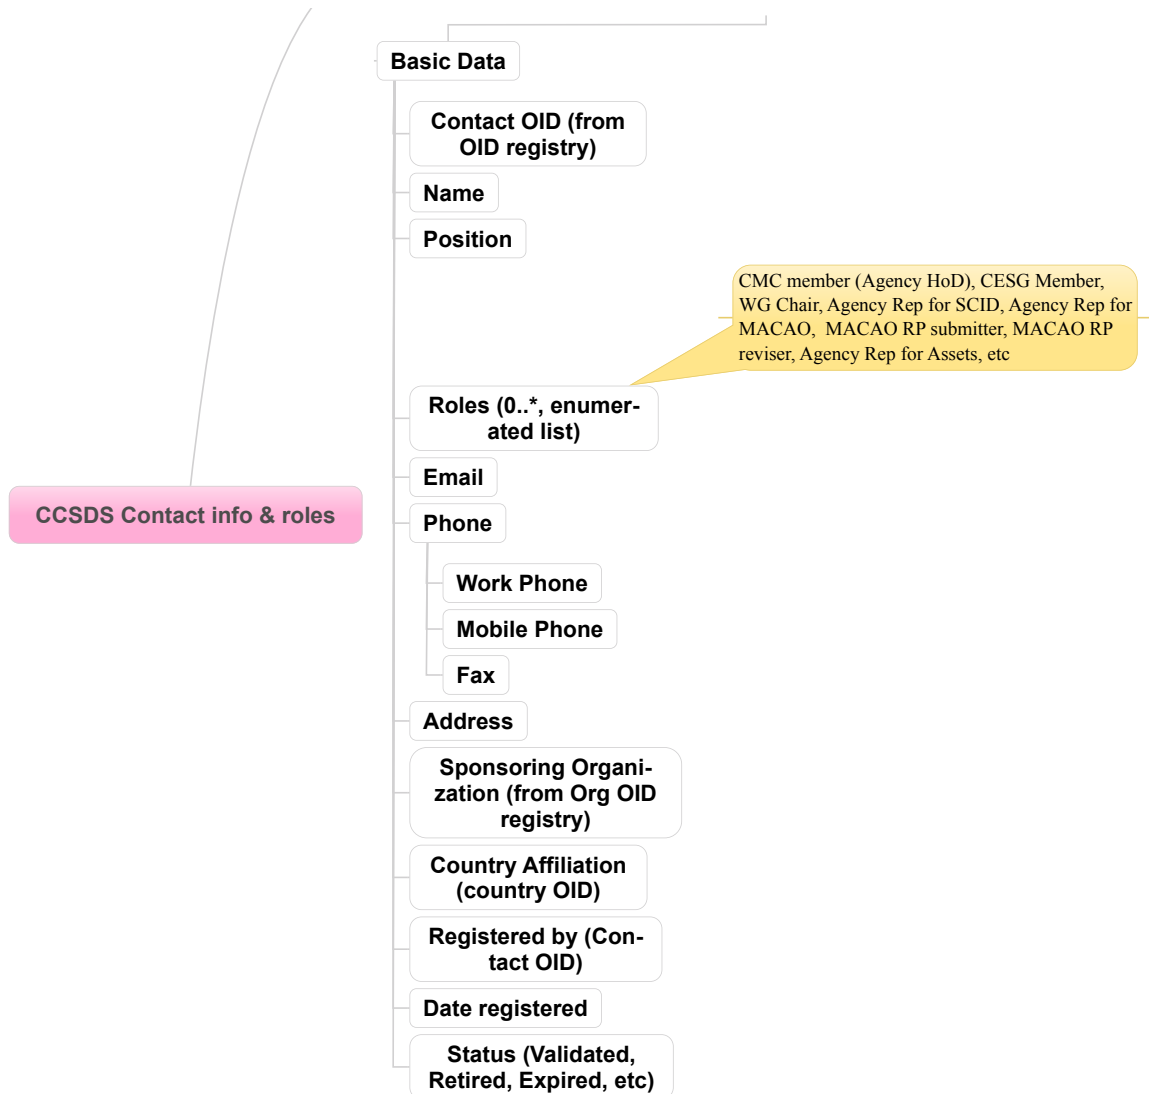 Basic Data
Contact OID (from
OID registry)
Name
Position
CMC member (Agency HoD), CESG Member,
WG Chair, Agency Rep for SCID, Agency Rep for
MACAO,  MACAO RP submitter, MACAO RP
reviser, Agency Rep for Assets, etc
Roles (0..*, enumer-
ated list)
Email
CCSDS Contact info & roles
Phone
Work Phone
Mobile Phone
Fax
Address
Sponsoring Organi-
zation (from Org OID
registry)
Country Affiliation
(country OID)
Registered by (Con-
tact OID)
Date registered
Status (Validated,
Retired, Expired, etc)